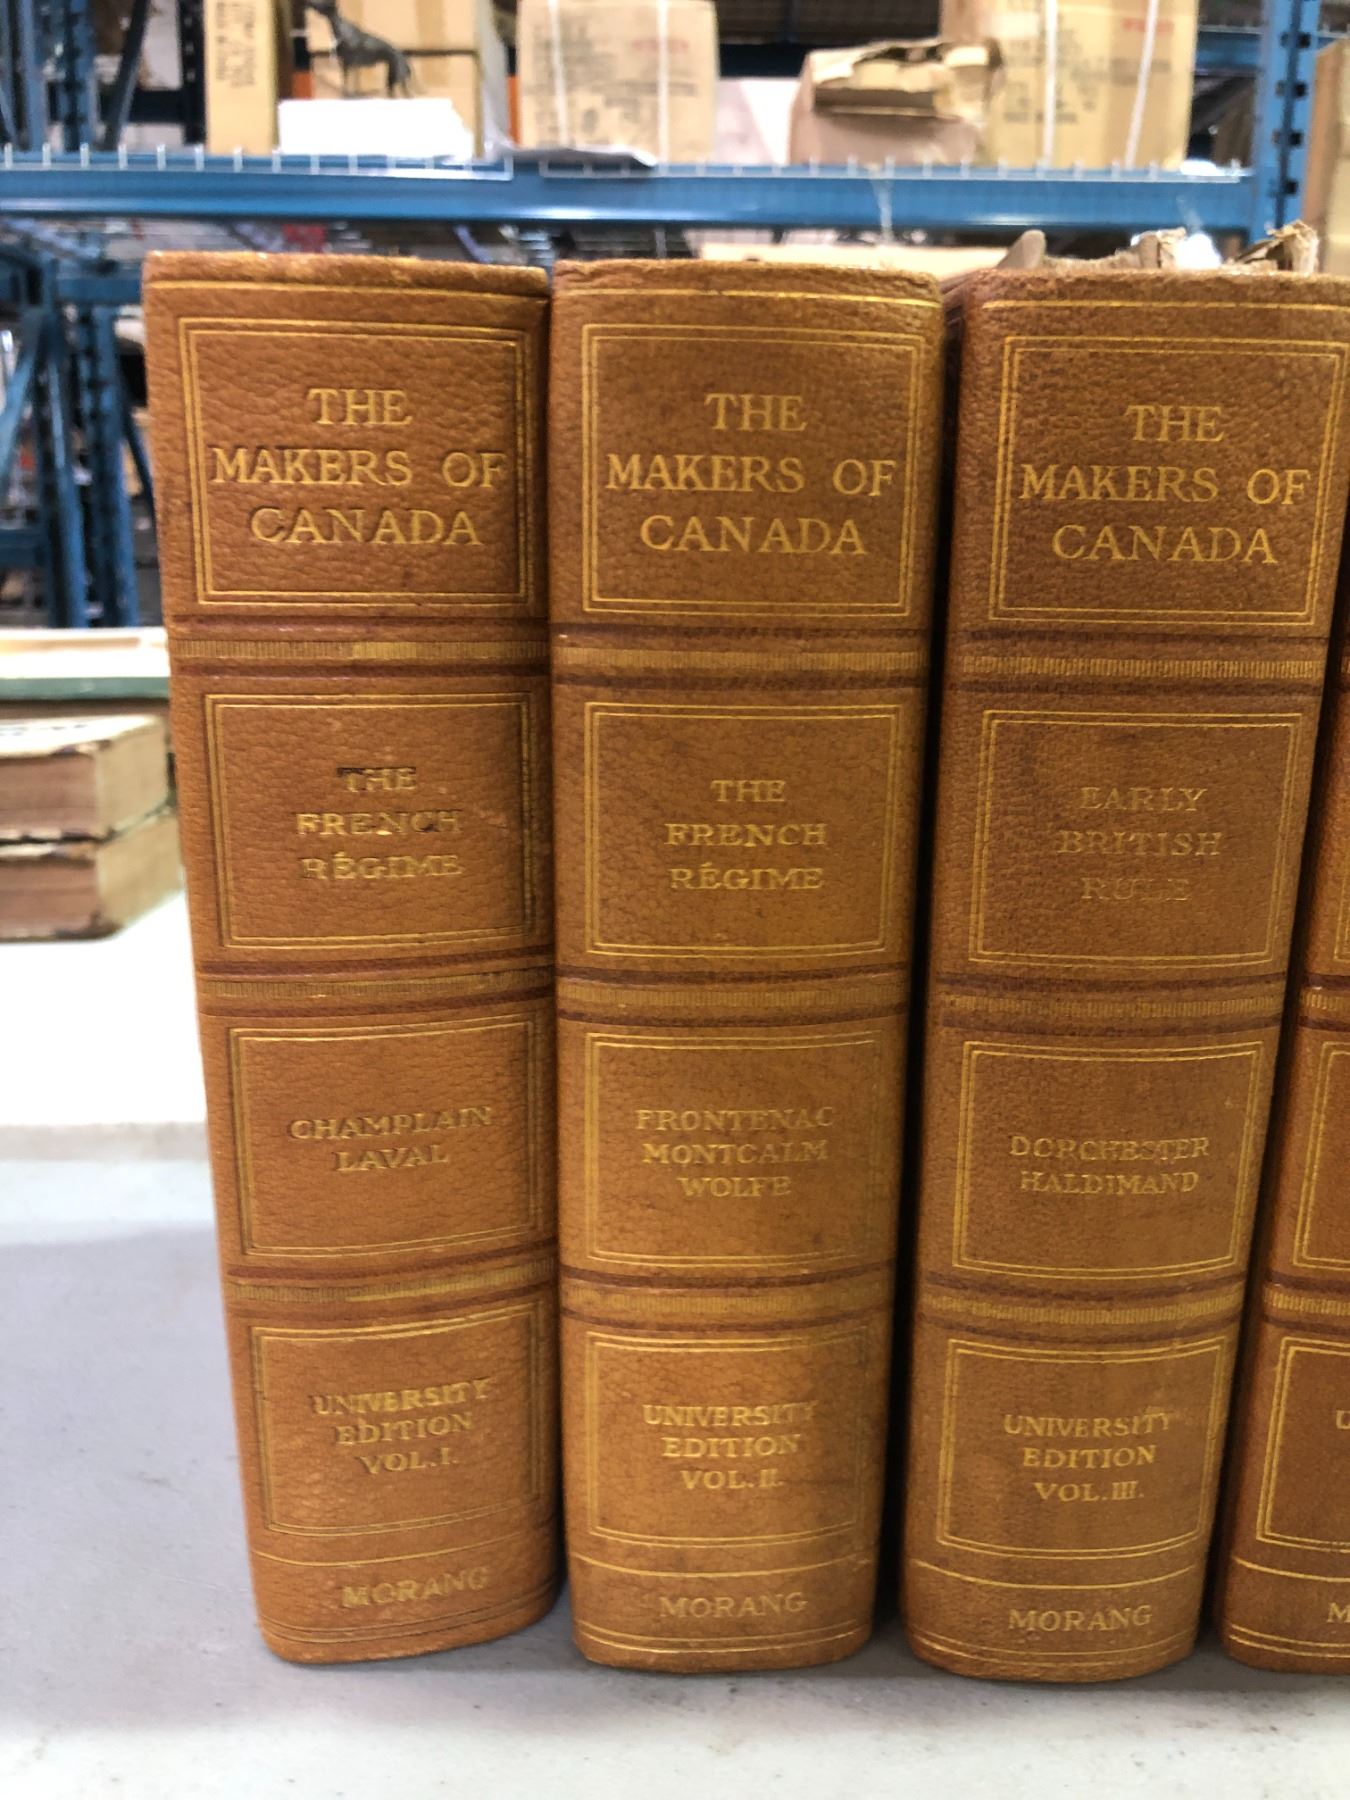 THE
MAKERS OF
CANADA
THE
FRENCH
RÉGIME
CHAMPLAIN
LAVAL
UNIVERSITY
EDITION
VOL. I.
MORANG
THE
MAKERS OF
CANADA
THE
FRENCH
RÉGIME
FRONTENAC
MONTCALM
WOLFE
UNIVERSITY
EDITION
VOL. II.
MORANG
THE
MAKERS OF
CANADA
EARLY
BRITISH
RULE
DORCHESTER
HALDIMAND
UNIVERSITY
EDITION
VOL. III.
MORANG